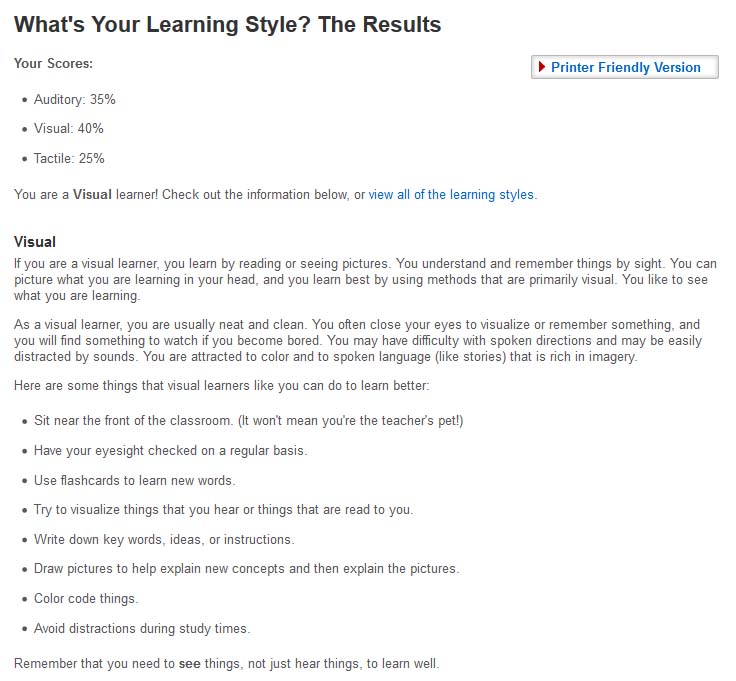 What's Your Learning Style? The Results
Your Scores:
Printer Friendly Version
• Auditory: 35%
• Visual: 40%
• Tactile: 25%
You are a Visual learner! Check out the information below, or view all of the learning styles.
Visual
If you are a visual learner, you learn by reading or seeing pictures. You understand and remember things by sight. You can
picture what you are learning in your head, and you learn best by using methods that are primarily visual. You like to see
what you are learning.
As a visual learner, you are usually neat and clean. You often close your eyes to visualize or remember something, and
you will find something to watch if you become bored. You may have difficulty with spoken directions and may be easily
distracted by sounds. You are attracted to color and to spoken language (like stories) that is rich in imagery.
Here are some things that visual learners like you can do to learn better:
• Sit near the front of the classroom. (It won't mean you're the teacher's pet!)
• Have your eyesight checked on a regular basis.
• Use flashcards to learn new words.
• Try to visualize things that you hear or things that are read to you.
• Write down key words, ideas, or instructions.
• Draw pictures to help explain new concepts and then explain the pictures.
• Color code things.
• Avoid distractions during study times.
Remember that you need to see things, not just hear things, to learn well.